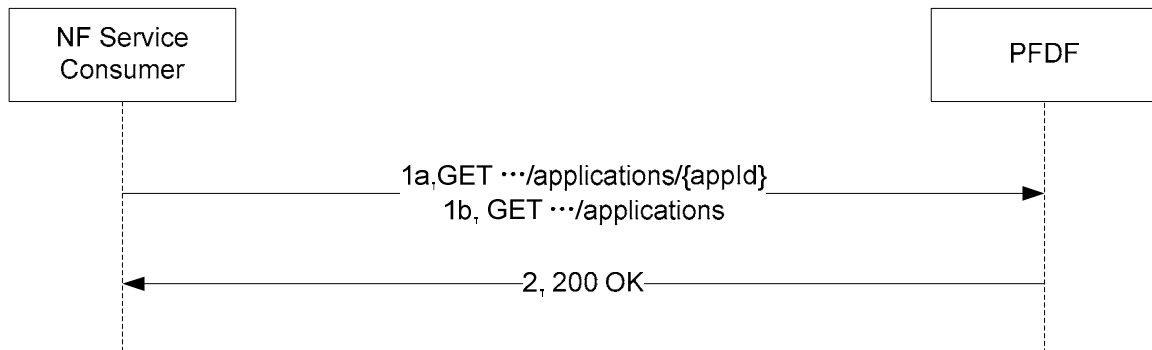 NF Service
Consumer
PFDF
1a,GET ···/applications/{appId}
1b, GET ···/applications
2, 200 OK